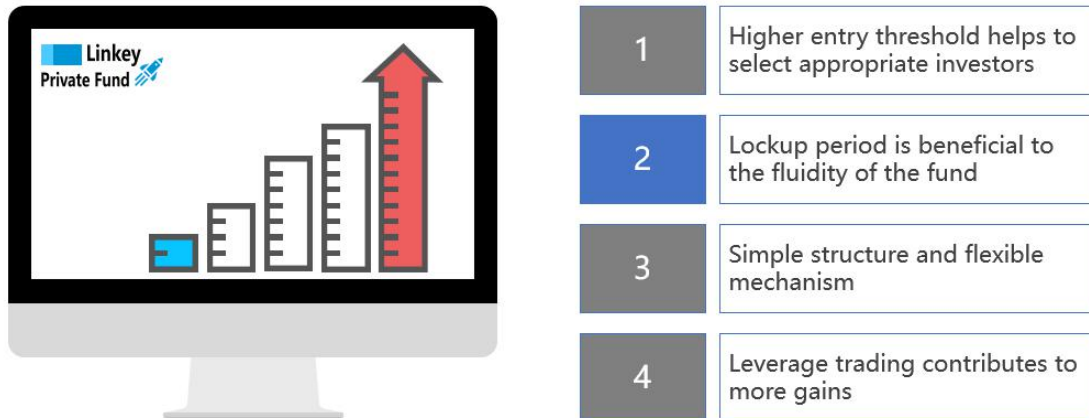 Linkey
Private Fund
1
Higher entry threshold helps to
select appropriate investors
2
Lockup period is beneficial to
the fluidity of the fund
3
Simple structure and flexible
mechanism
4
Leverage trading contributes to
more gains